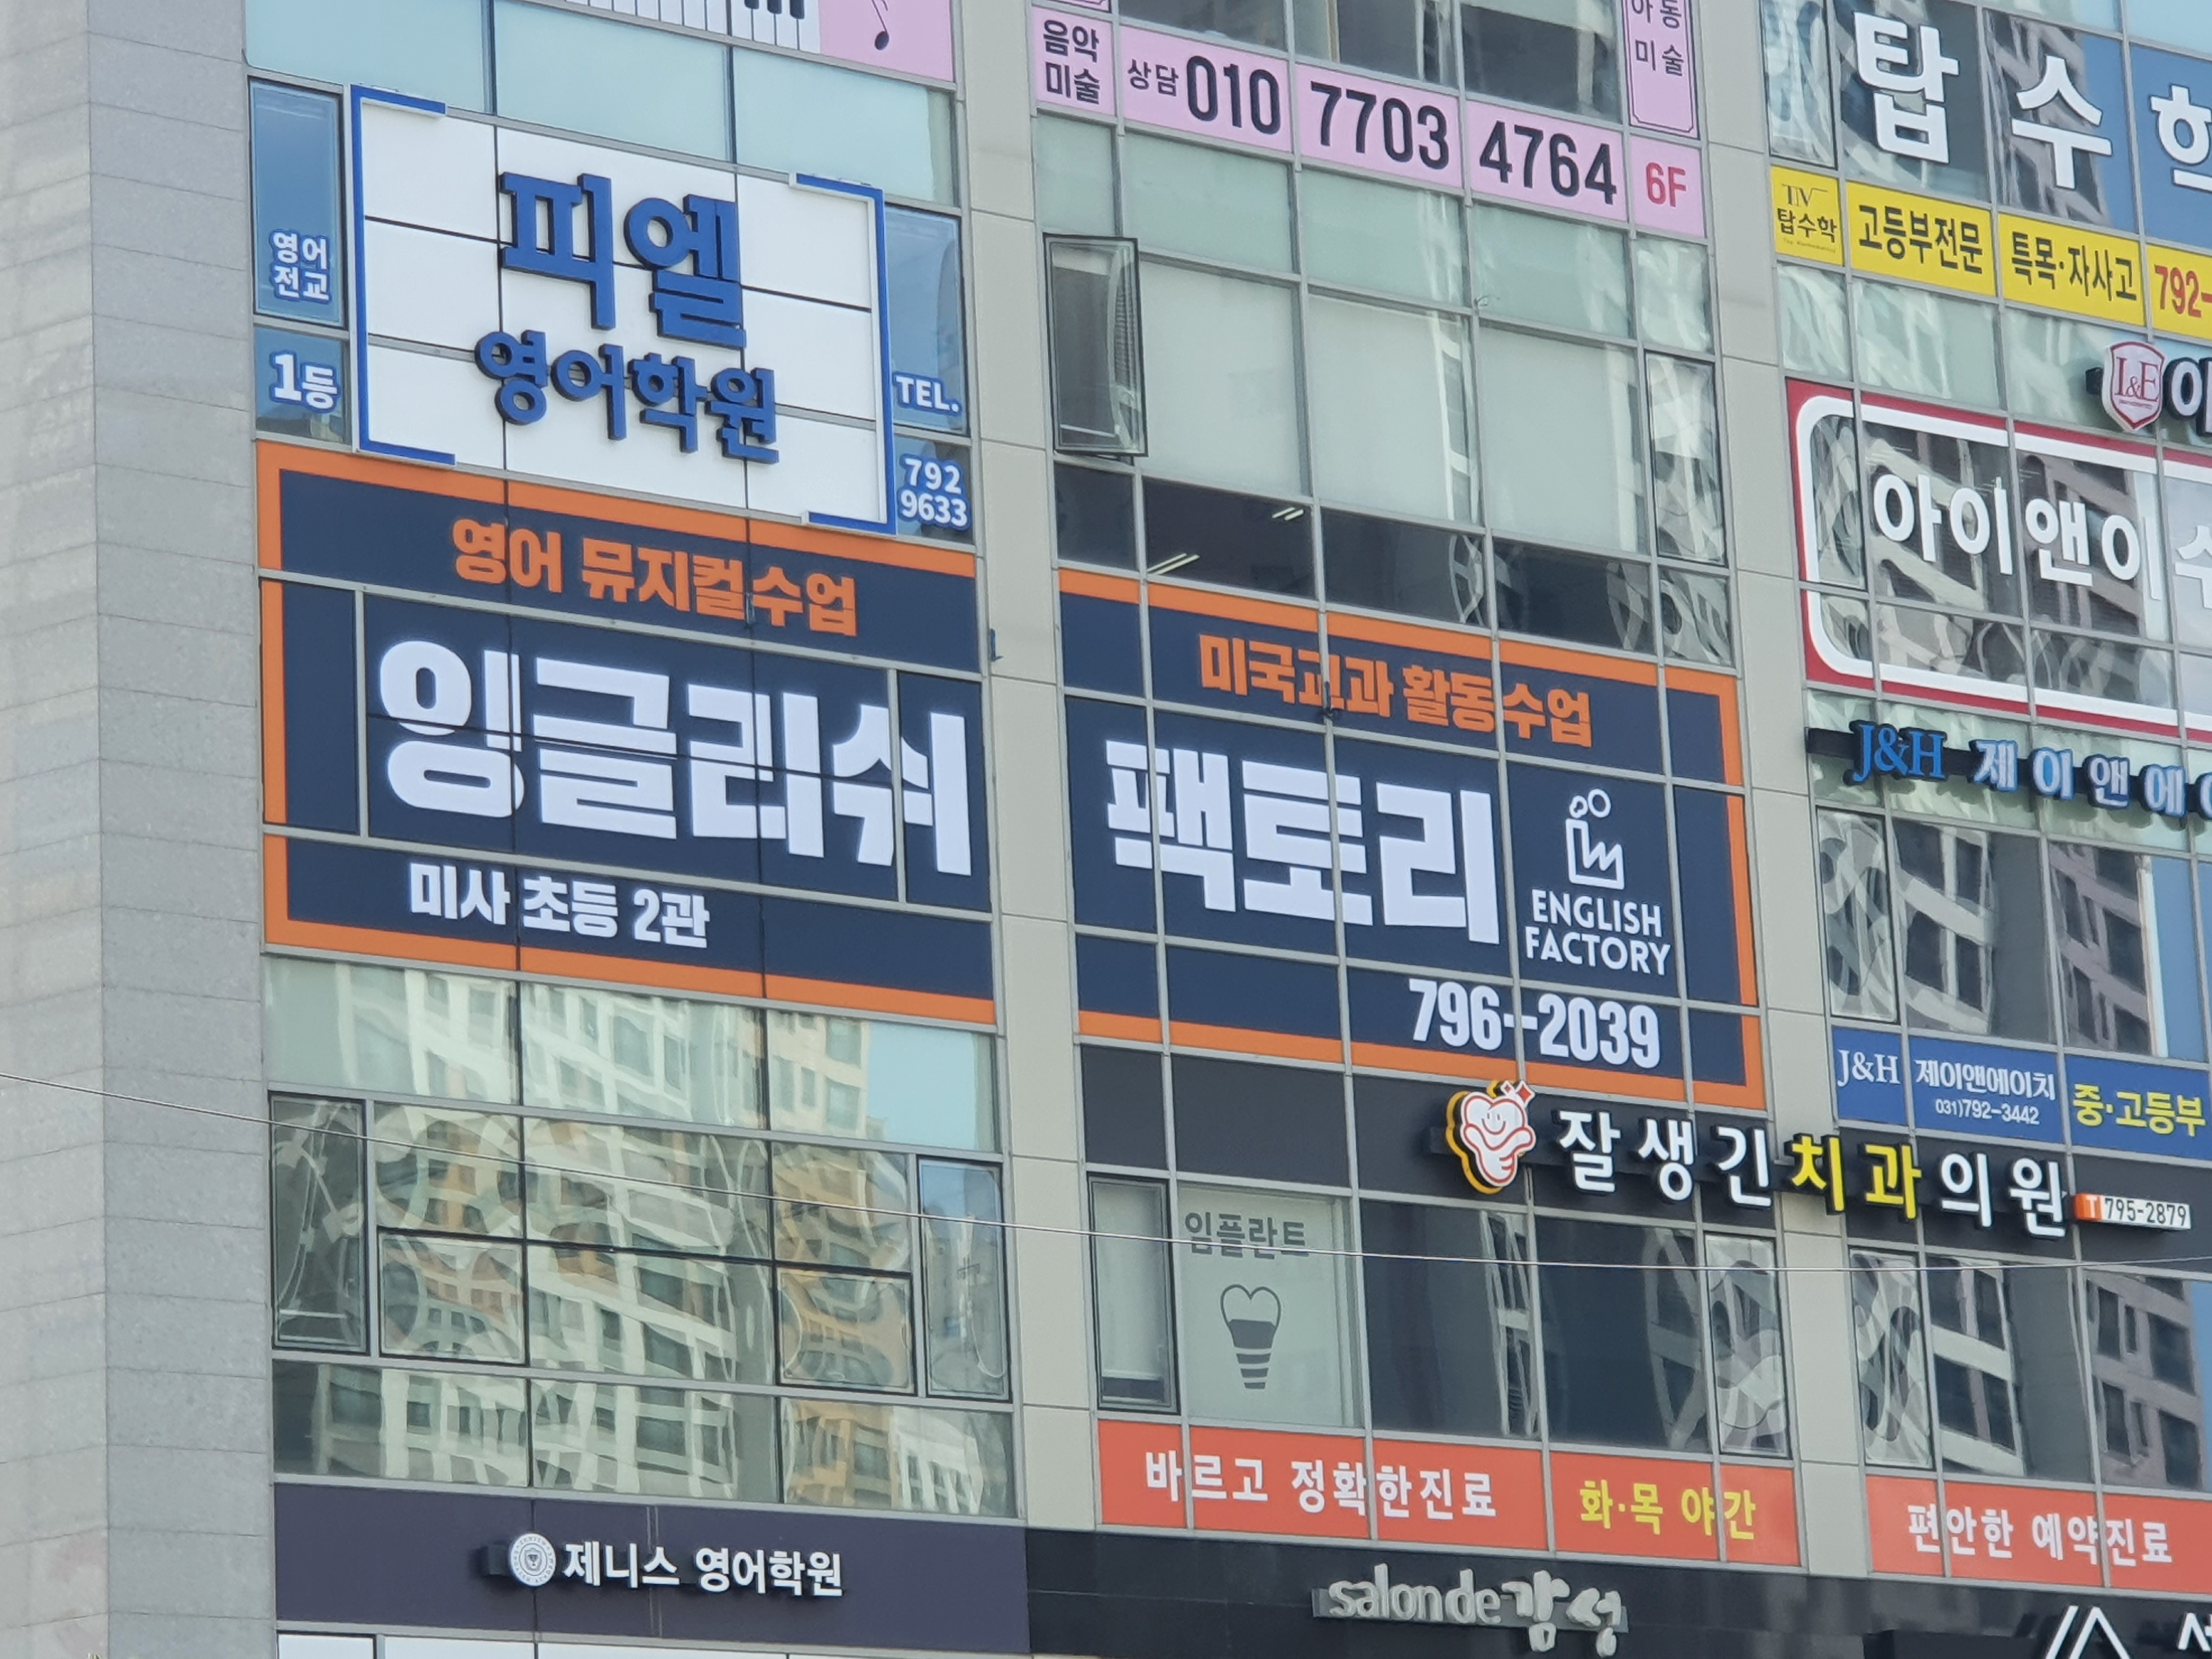 음악
미술
상담 010 7703 4764 6F
아동
미술
탑수학
TN
탑수학
고등부전문
특목·자사고
792-
영어
전교
1등
피엘
영어학원
TEL.
792
9633
L&E
아이앤이
J&H 제이앤에이
영어 뮤지컬수업
잉글리쉬
미사 초등 2관
미국교과 활동수업
팩토리
ENGLISH
FACTORY
796-2039
J&H 제이앤에이치
031)792-3442
중·고등부
잘생긴치과의원
T 795-2879
임플란트
바르고 정확한진료
화·목 야간
편안한 예약진료
제니스 영어학원
salon de 감성